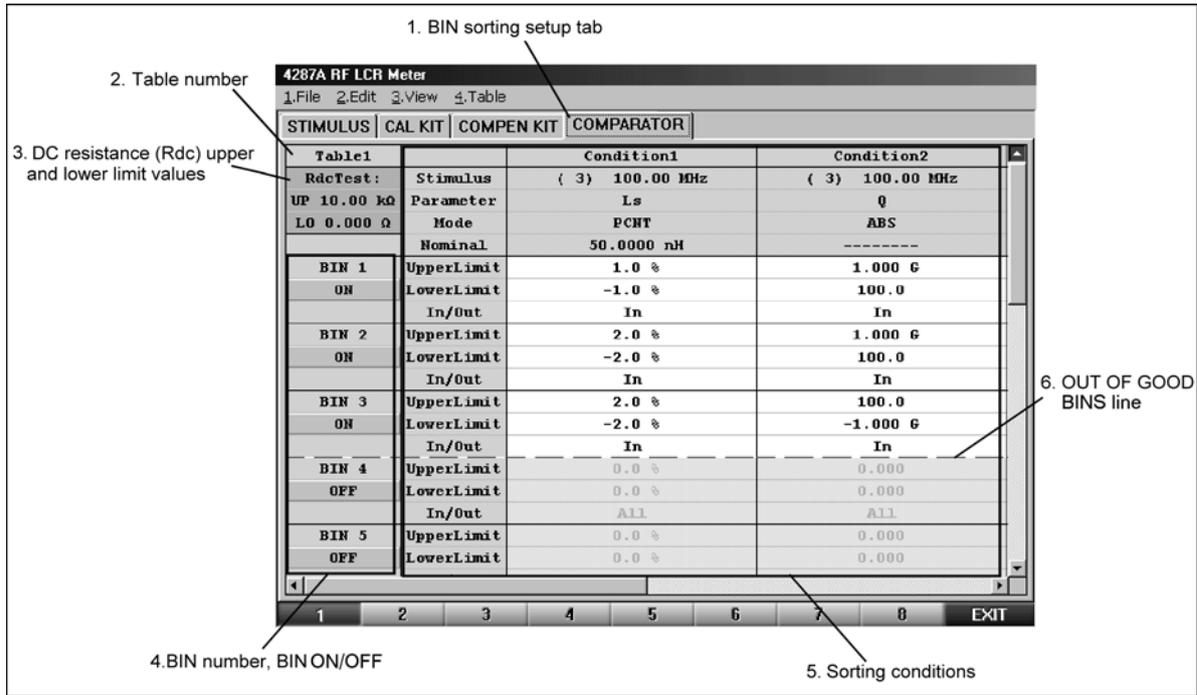 1. BIN sorting setup tab
2. Table number
3. DC resistance (Rdc) upper
and lower limit values
4287A RF LCR Meter
1.File 2.Edit 3.View 4.Table
STIMULUS CAL KIT COMPEN KIT COMPARATOR
Table1 Condition1 Condition2
RdcTest: Stimulus ( 3) 100.00 MHz ( 3) 100.00 MHz
UP 10.00 kΩ Parameter Ls Q
LO 0.000 Ω Mode PCNT ABS
Nominal 50.0000 nH --------
BIN 1 UpperLimit 1.0 % 1.000 G
ON LowerLimit -1.0 % 100.0
In/Out In In
BIN 2 UpperLimit 2.0 % 1.000 G
ON LowerLimit -2.0 % 100.0
In/Out In In
BIN 3 UpperLimit 2.0 % 100.0
ON LowerLimit -2.0 % -1.000 G
In/Out In In
BIN 4 UpperLimit 0.0 % 0.000
OFF LowerLimit 0.0 % 0.000
In/Out All All
BIN 5 UpperLimit 0.0 % 0.000
OFF LowerLimit 0.0 % 0.000
6. OUT OF GOOD
BINS line
1 2 3 4 5 6 7 8 EXIT
4.BIN number, BIN ON/OFF
5. Sorting conditions